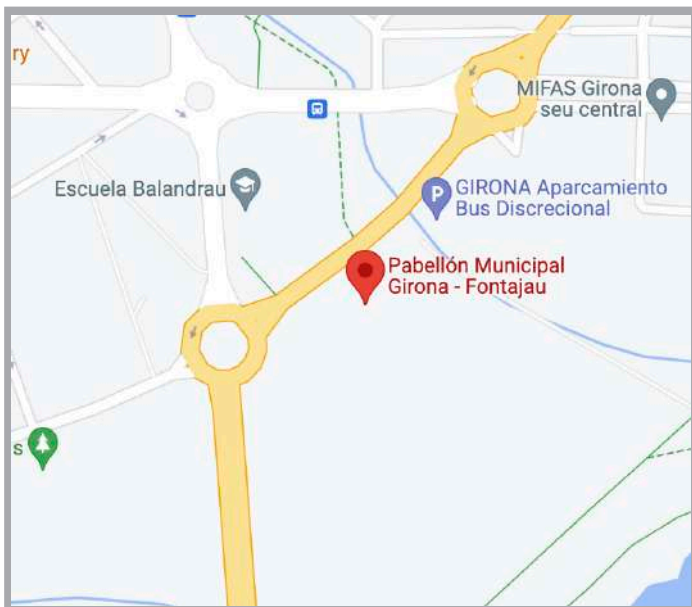 ry
MIFAS Girona
seu central
Escuela Balandrau
P
GIRONA Aparcamiento
Bus Discrecional
Pabellón Municipal
Girona - Fontajau
s